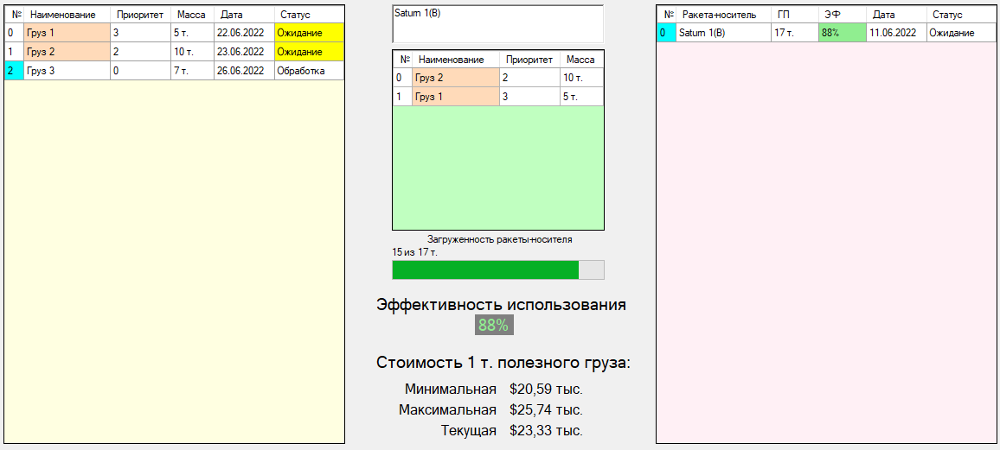 № Наименование Приоритет Масса Дата Статус
0 Груз 1 3 5 т. 22.06.2022 Ожидание
1 Груз 2 2 10 т. 23.06.2022 Ожидание
2 Груз 3 0 7 т. 26.06.2022 Обработка
Saturn 1(B)
№ Наименование Приоритет Масса
0 Груз 2 2 10 т.
1 Груз 1 3 5 т.
Загруженность ракеты-носителя
15 из 17 т.
Эффективность использования
88%
Стоимость 1 т. полезного груза:
Минимальная $20,59 тыс.
Максимальная $25,74 тыс.
Текущая $23,33 тыс.
№ Ракета-носитель ГП ЭФ Дата Статус
0 Saturn 1(B) 17 т. 88% 11.06.2022 Ожидание